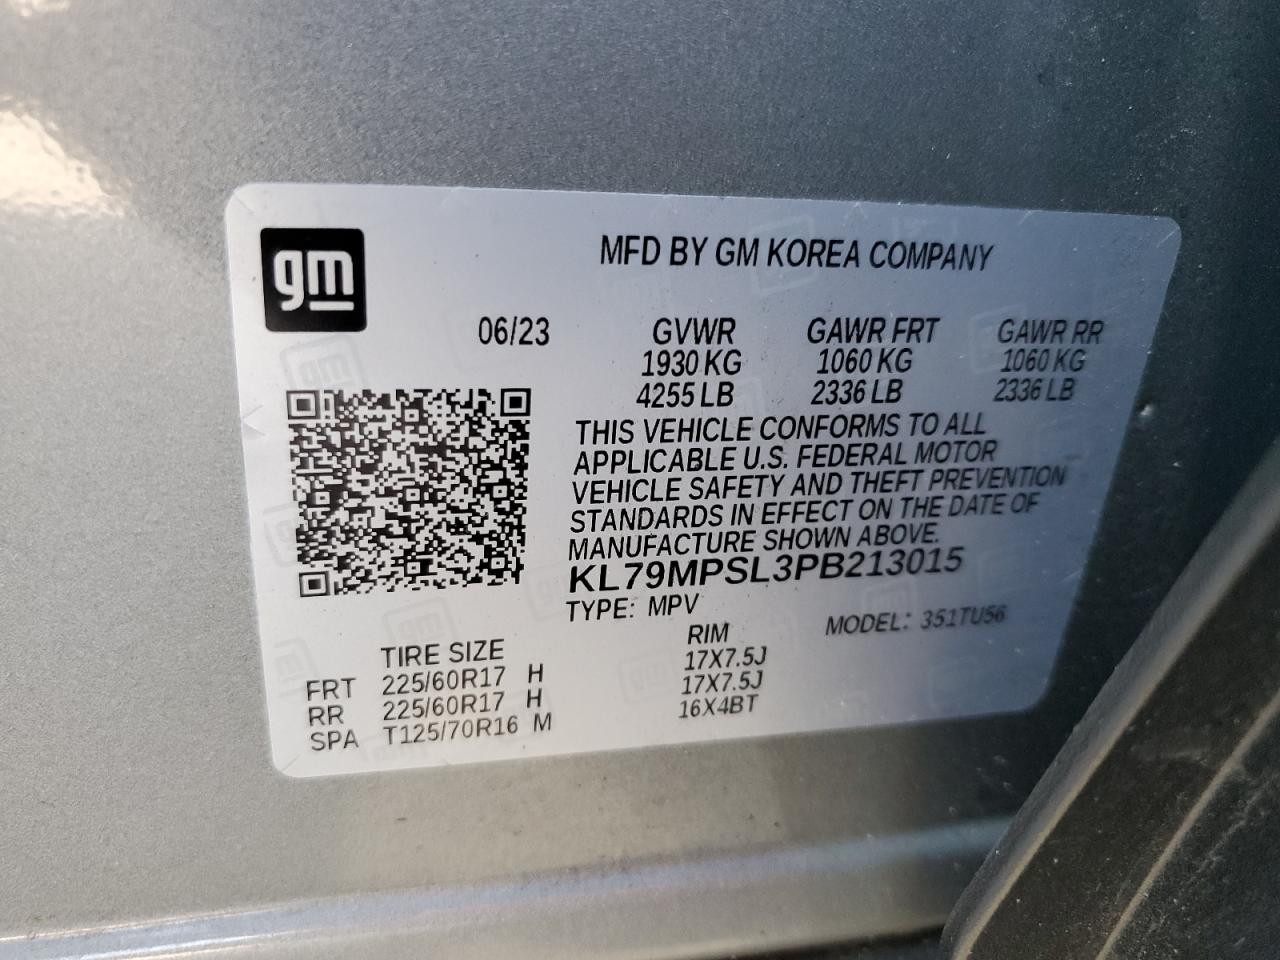 gm
MFD BY GM KOREA COMPANY
06/23 GVWR GAWR FRT GAWR RR
1930 KG 1060 KG 1060 KG
4255 LB 2336 LB 2336 LB
THIS VEHICLE CONFORMS TO ALL
APPLICABLE U.S. FEDERAL MOTOR
VEHICLE SAFETY AND THEFT PREVENTION
STANDARDS IN EFFECT ON THE DATE OF
MANUFACTURE SHOWN ABOVE.
KL79MPSL3PB213015
TYPE: MPV MODEL: 351TU56
TIRE SIZE RIM
FRT 225/60R17 H 17X7.5J
RR 225/60R17 H 17X7.5J
SPA T125/70R16 M 16X4BT